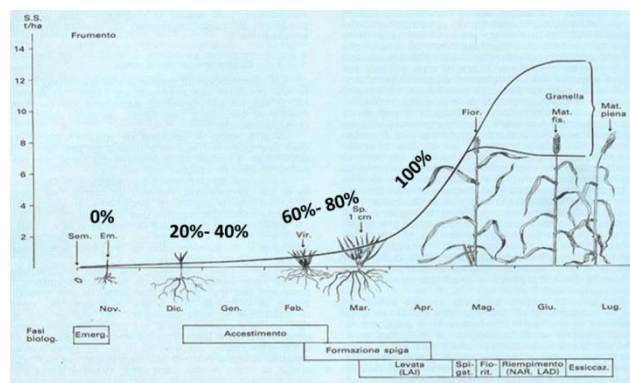 S.S.
t/ha
Frumento
14
12
10
8
6
4
2
Granella
Fior.
Mat.
fis.
Mat.
piena
100%
60%- 80%
Sp.
1 cm
0%
20%- 40%
Sem.
Em.
Vir.
Nov.
Dic.
Gen.
Feb.
Mar.
Apr.
Mag.
Giu.
Lug.
Fasi
biolog.
Emerg.
Accestimento
Formazione spiga
Levata
(LAI)
Spi-
gat.
Fio-
rit.
Riempimento
(NAR. LAD)
Essiccaz.